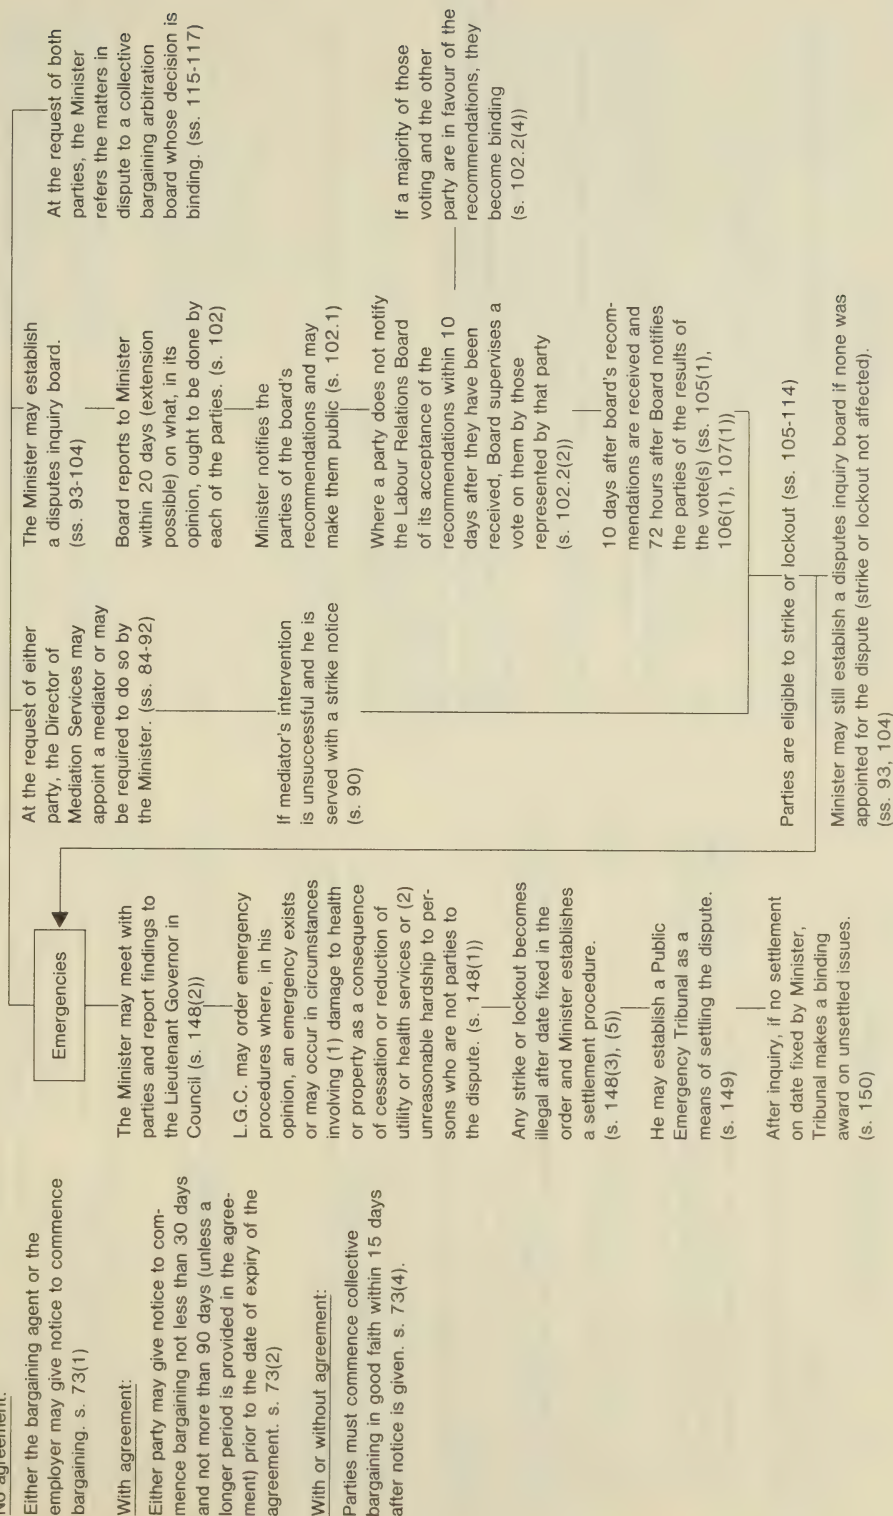 No agreement:
Either the bargaining agent or the
employer may give notice to commence
bargaining. s. 73(1)
With agreement:
Either party may give notice to com-
mence bargaining not less than 30 days
and not more than 90 days (unless a
longer period is provided in the agree-
ment) prior to the date of expiry of the
agreement. s. 73(2)
With or without agreement:
Parties must commence collective
bargaining in good faith within 15 days
after notice is given. s. 73(4).
Emergencies
The Minister may meet with
parties and report findings to
the Lieutenant Governor in
Council (s. 148(2))
L.G.C. may order emergency
procedures where, in his
opinion, an emergency exists
or may occur in circumstances
involving (1) damage to health
or property as a consequence
of cessation or reduction of
utility or health services or (2)
unreasonable hardship to per-
sons who are not parties to
the dispute. (s. 148(1))
Any strike or lockout becomes
illegal after date fixed in the
order and Minister establishes
a settlement procedure.
(s. 148(3), (5))
He may establish a Public
Emergency Tribunal as a
means of settling the dispute.
(s. 149)
After inquiry, if no settlement
on date fixed by Minister,
Tribunal makes a binding
award on unsettled issues.
(s. 150)
At the request of either
party, the Director of
Mediation Services may
appoint a mediator or may
be required to do so by
the Minister. (ss. 84-92)
If mediator's intervention
is unsuccessful and he is
served with a strike notice
(s. 90)
The Minister may establish
a disputes inquiry board.
(ss. 93-104)
Board reports to Minister
within 20 days (extension
possible) on what, in its
opinion, ought to be done by
each of the parties. (s. 102)
Minister notifies the
parties of the board's
recommendations and may
make them public (s. 102.1)
Where a party does not notify
the Labour Relations Board
of its acceptance of the
recommendations within 10
days after they have been
received, Board supervises a
vote on them by those
represented by that party
(s. 102.2(2))
10 days after board's recom-
mendations are received and
72 hours after Board notifies
the parties of the results of
the vote(s) (ss. 105(1),
106(1), 107(1))
At the request of both
parties, the Minister
refers the matters in
dispute to a collective
bargaining arbitration
board whose decision is
binding. (ss. 115-117)
If a majority of those
voting and the other
party are in favour of the
recommendations, they
become binding
(s. 102.2(4))
Parties are eligible to strike or lockout (ss. 105-114)
Minister may still establish a disputes inquiry board if none was
appointed for the dispute (strike or lockout not affected).
(ss. 93, 104)